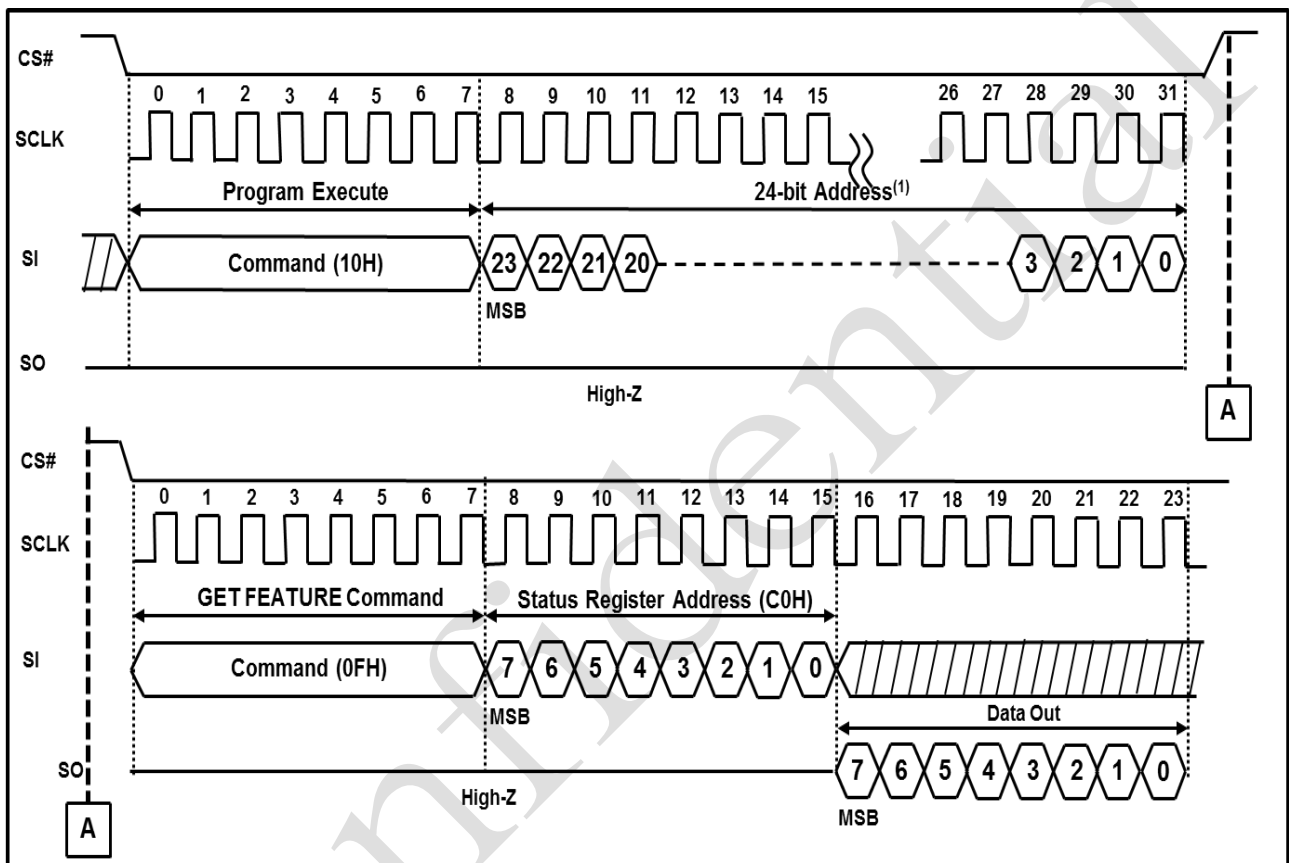 CS#
0 1 2 3 4 5 6 7 8 9 10 11 12 13 14 15 26 27 28 29 30 31
SCLK
Program Execute 24-bit Address(1)
SI Command (10H) 23 22 21 20 3 2 1 0
MSB
SO
High-Z
A
CS#
0 1 2 3 4 5 6 7 8 9 10 11 12 13 14 15 16 17 18 19 20 21 22 23
SCLK
GET FEATURE Command Status Register Address (C0H)
SI Command (0FH) 7 6 5 4 3 2 1 0
MSB Data Out
SO 7 6 5 4 3 2 1 0
High-Z
MSB
A
nfidential